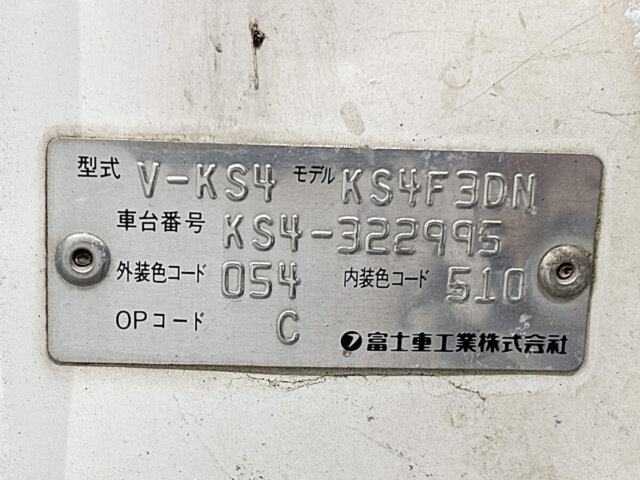 型式 V-KS4 モデル KS4F3DN
車台番号 KS4-322995
外装色コード 054 内装色コード 510
OPコード C 富士重工業株式会社